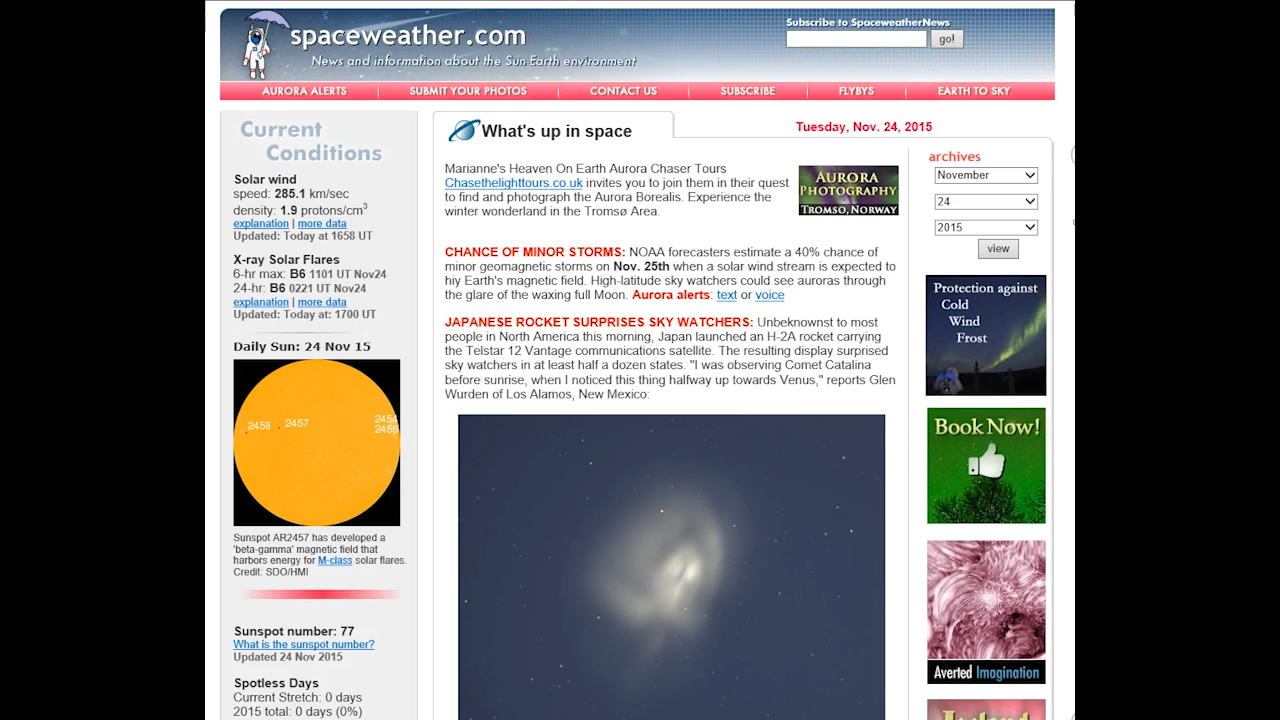 spaceweather.com
News and information about the Sun-Earth environment
Subscribe to SpaceweatherNews
go!
AURORA ALERTS
SUBMIT YOUR PHOTOS
CONTACT US
SUBSCRIBE
FLYBYS
EARTH TO SKY
Current
Conditions
Solar wind
speed: 285.1 km/sec
density: 1.9 protons/cm3
explanation | more data
Updated: Today at 1658 UT
X-ray Solar Flares
6-hr max: B6 1101 UT Nov24
24-hr: B6 0221 UT Nov24
explanation | more data
Updated: Today at: 1700 UT
Daily Sun: 24 Nov 15
2458
2457
2454
2456
Sunspot AR2457 has developed a
'beta-gamma' magnetic field that
harbors energy for M-class solar flares.
Credit: SDO/HMI
Sunspot number: 77
What is the sunspot number?
Updated 24 Nov 2015
Spotless Days
Current Stretch: 0 days
2015 total: 0 days (0%)
What's up in space
Tuesday, Nov. 24, 2015
Marianne's Heaven On Earth Aurora Chaser Tours
Chasethelighttours.co.uk invites you to join them in their quest
to find and photograph the Aurora Borealis. Experience the
winter wonderland in the Tromsø Area.
AURORA
PHOTOGRAPHY
TROMSO, NORWAY
CHANCE OF MINOR STORMS: NOAA forecasters estimate a 40% chance of
minor geomagnetic storms on Nov. 25th when a solar wind stream is expected to
hiy Earth's magnetic field. High-latitude sky watchers could see auroras through
the glare of the waxing full Moon. Aurora alerts: text or voice
JAPANESE ROCKET SURPRISES SKY WATCHERS: Unbeknownst to most
people in North America this morning, Japan launched an H-2A rocket carrying
the Telstar 12 Vantage communications satellite. The resulting display surprised
sky watchers in at least half a dozen states. "I was observing Comet Catalina
before sunrise, when I noticed this thing halfway up towards Venus," reports Glen
Wurden of Los Alamos, New Mexico:
archives
November
24
2015
view
Protection against
Cold
Wind
Frost
Book Now!
Averted Imagination